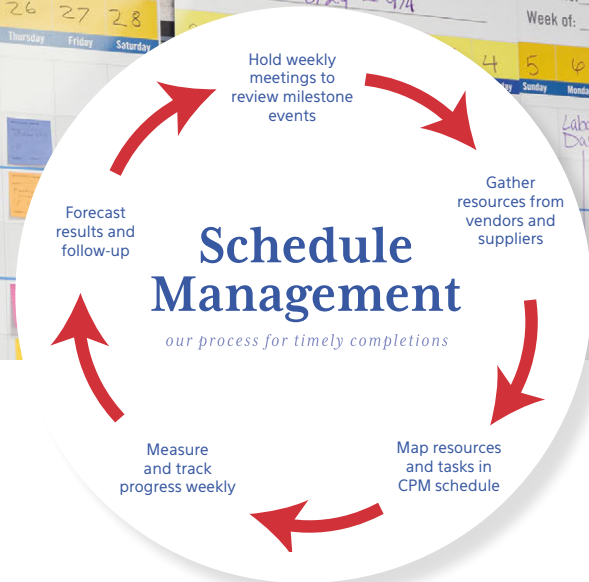 26 27 28
Thursday Friday Saturday
Week of:
4 5 6
Sunday Monda
Hold weekly
meetings to
review milestone
events
Gather
resources from
vendors and
suppliers
Map resources
and tasks in
CPM schedule
Measure
and track
progress weekly
Forecast
results and
follow-up
Schedule
Management
our process for timely completions